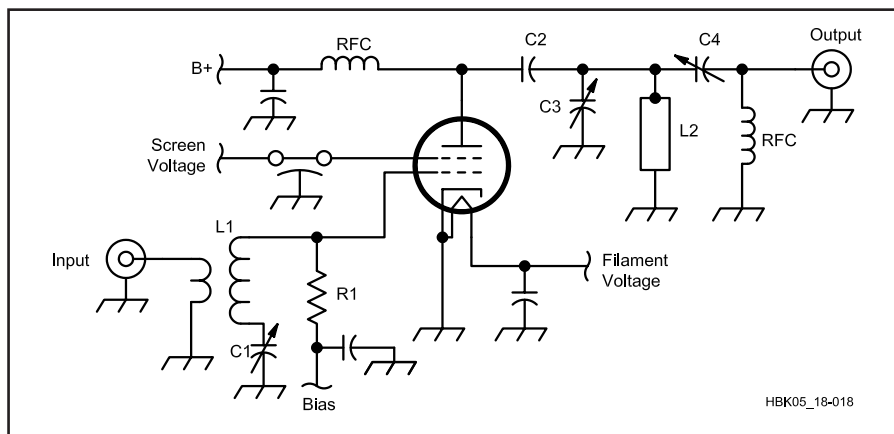 RFC
C2
C4
Output
B+
C3
L2
RFC
Screen
Voltage
L1
Input
R1
Filament
Voltage
C1
Bias
HBK05_18-018